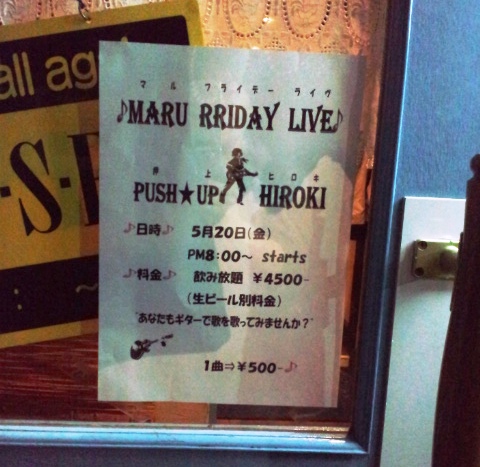 all ag
-S-
: ~
マル フライデー ライヴ
♪MARU RRIDAY LIVE♪
井上 ヒロキ
PUSH★UP HIROKI
♪日時♪ 5月20日(金)
PM8:00～ starts
♪料金♪ 飲み放題 ¥4500-
(生ビール別料金)
"あなたもギターで歌を歌ってみませんか?"
1曲⇒¥500-♪